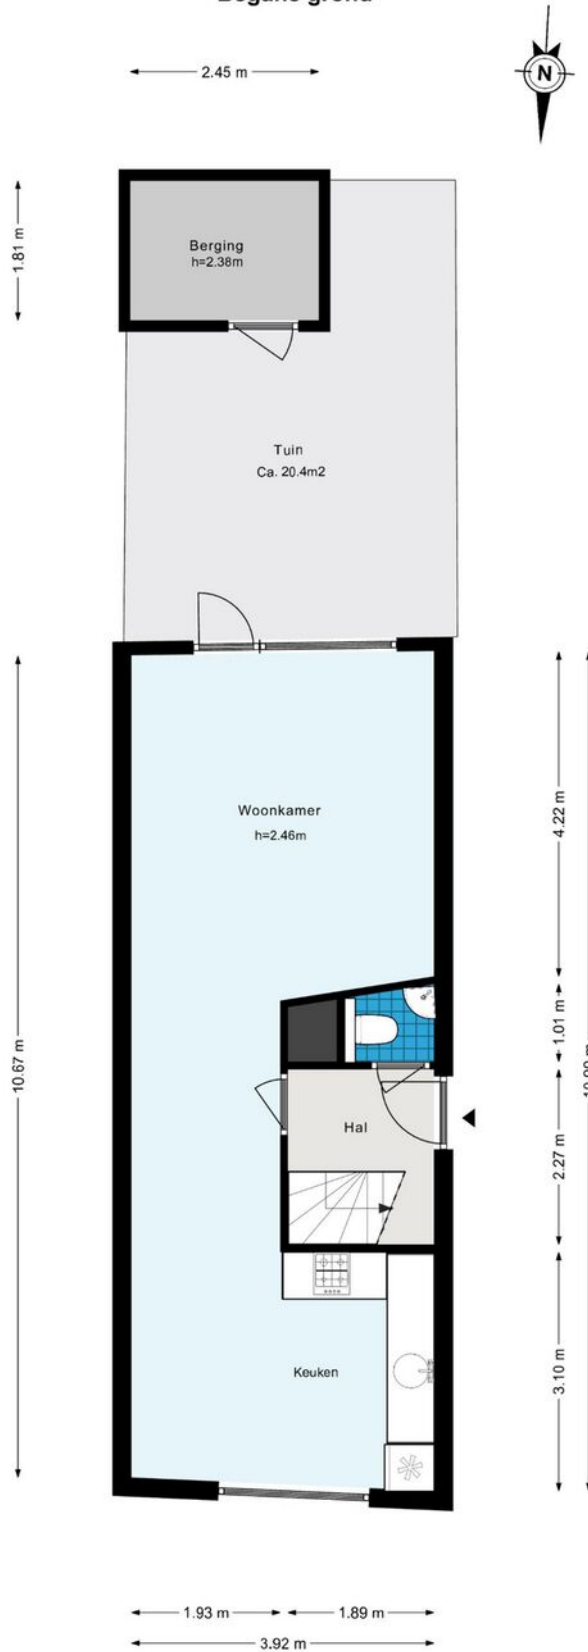 2.45 m
N
1.81 m
Berging
h=2.38m
Tuin
Ca. 20.4m2
Woonkamer
h=2.46m
4.22 m
10.67 m
1.01 m
Hal
2.27 m
Keuken
3.10 m
1.93 m
1.89 m
3.92 m